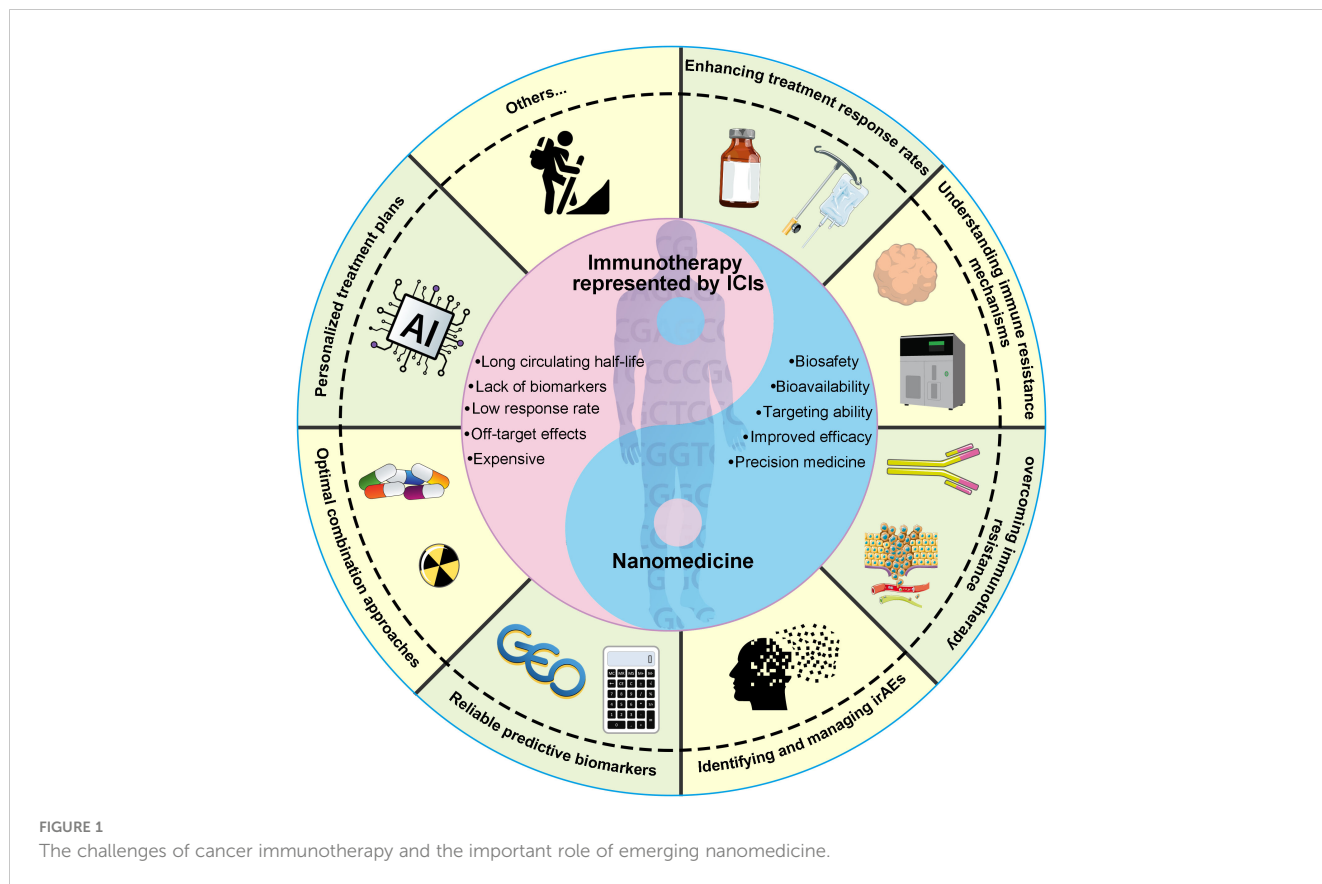 Others...
Enhancing treatment response rates
Understanding immune resistance
mechanisms
overcoming immunotherapy
resistance
Identifying and managing irAEs
Reliable predictive biomarkers
Optimal combination approaches
Personalized treatment plans
AI
GEO
0
Immunotherapy
represented by ICIs
•Long circulating half-life
•Lack of biomarkers
•Low response rate
•Off-target effects
•Expensive
•Biosafety
•Bioavailability
•Targeting ability
•Improved efficacy
•Precision medicine
Nanomedicine
FIGURE 1
The challenges of cancer immunotherapy and the important role of emerging nanomedicine.